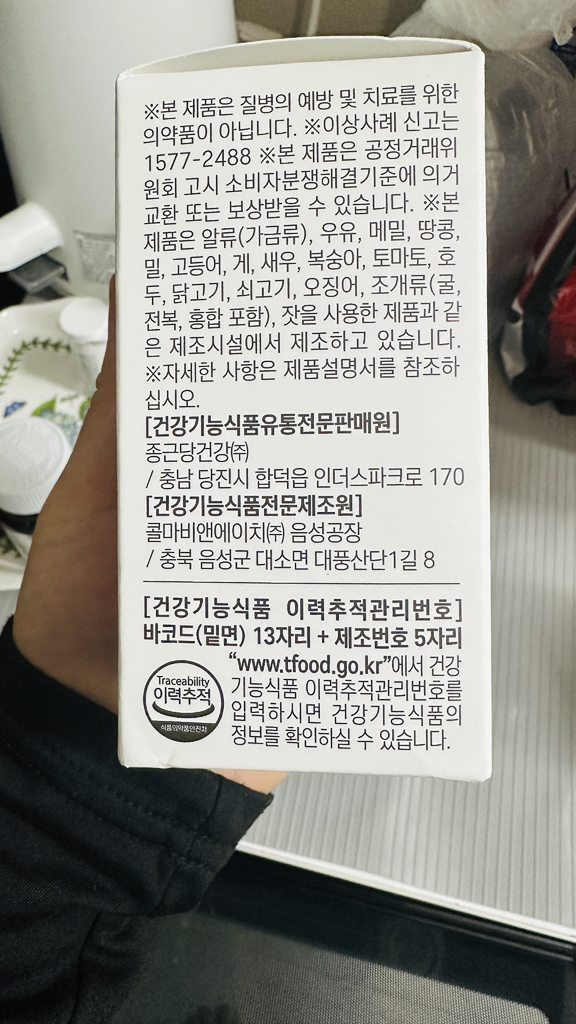 ※본 제품은 질병의 예방 및 치료를 위한
의약품이 아닙니다. ※이상사례 신고는
1577-2488 ※본 제품은 공정거래위
원회 고시 소비자분쟁해결기준에 의거
교환 또는 보상받을 수 있습니다. ※본
제품은 알류(가금류), 우유, 메밀, 땅콩,
밀, 고등어, 게, 새우, 복숭아, 토마토, 호
두, 닭고기, 쇠고기, 오징어, 조개류(굴,
전복, 홍합 포함), 잣을 사용한 제품과 같
은 제조시설에서 제조하고 있습니다.
※자세한 사항은 제품설명서를 참조하
십시오.
[건강기능식품유통전문판매원]
종근당건강㈜
/ 충남 당진시 합덕읍 인더스파크로 170
[건강기능식품전문제조원]
콜마비앤에이치㈜ 음성공장
/ 충북 음성군 대소면 대풍산단1길 8
[건강기능식품 이력추적관리번호]
바코드(밑면) 13자리 + 제조번호 5자리
“www.tfood.go.kr”에서 건강
기능식품 이력추적관리번호를
입력하시면 건강기능식품의
정보를 확인하실 수 있습니다.
Traceability
이력추적
식품의약품안전처